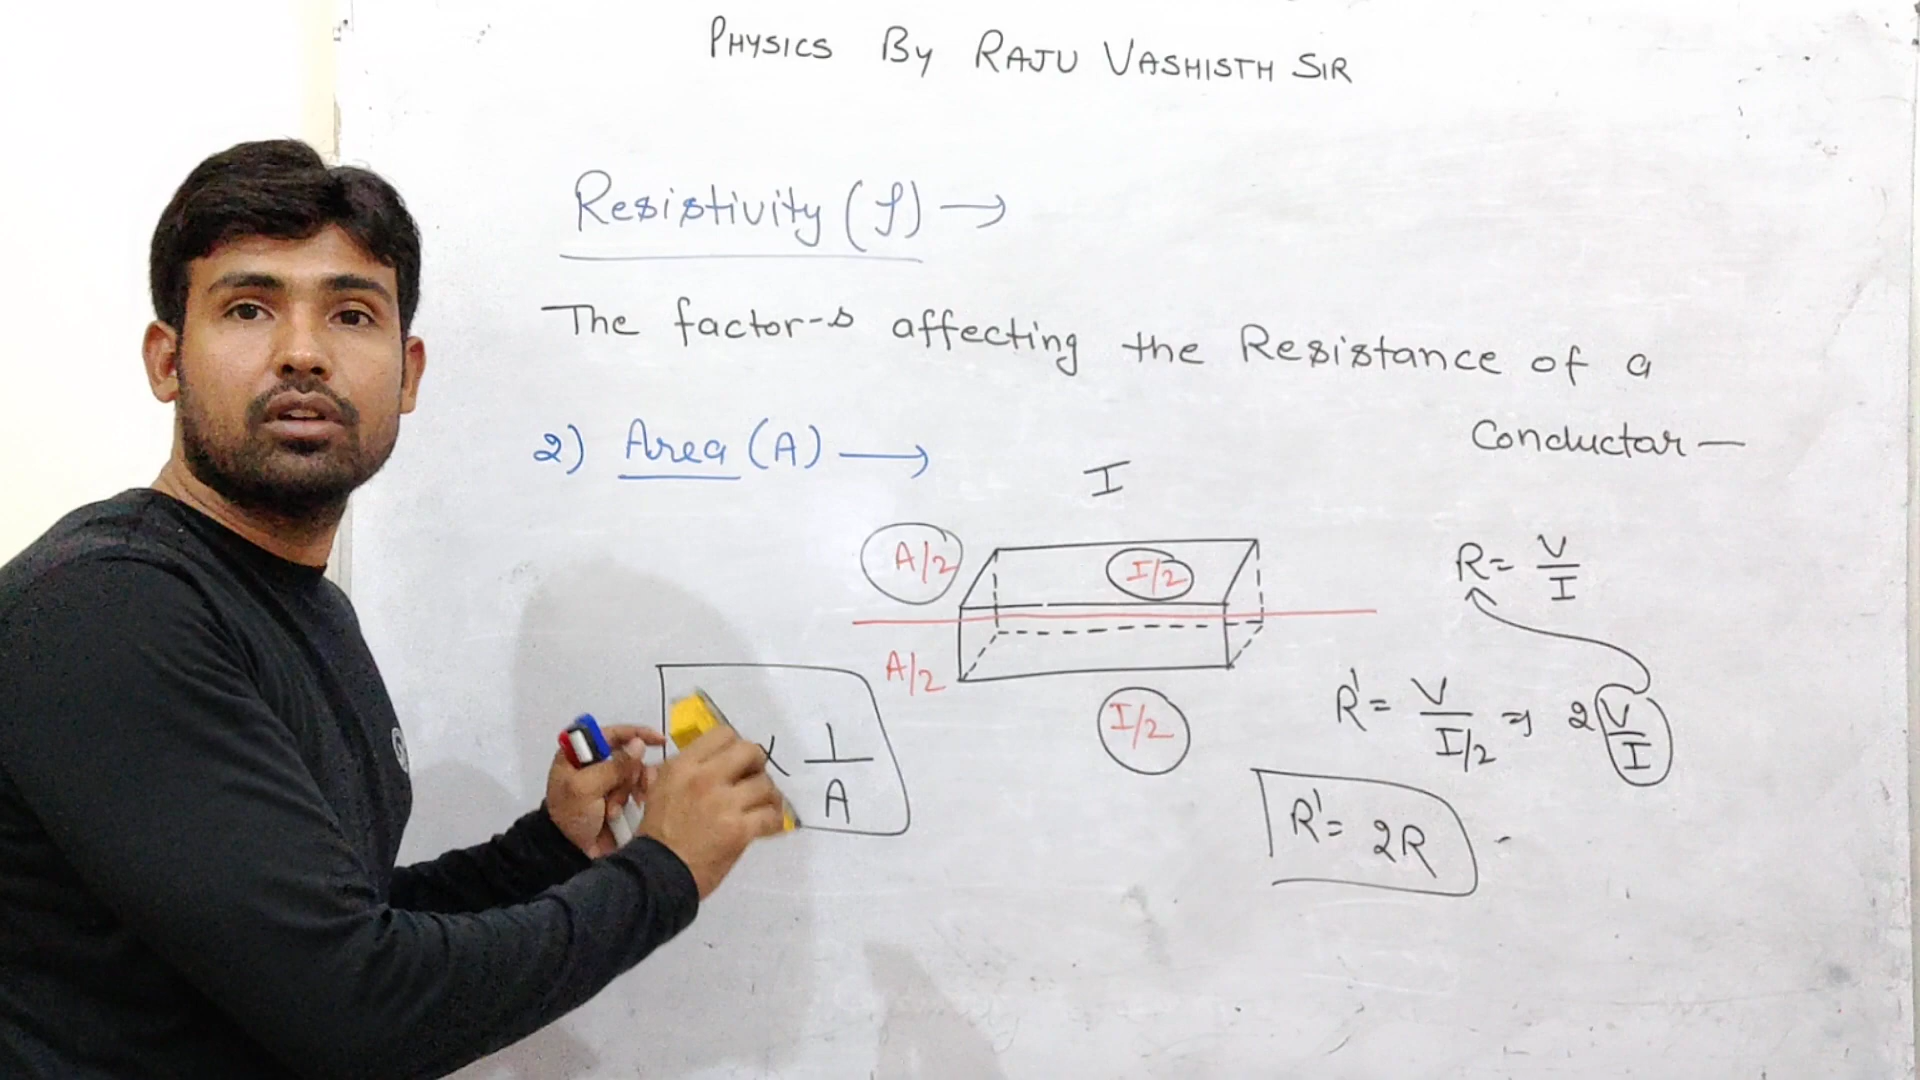 PHYSICS BY RAJU VASHISTH SIR
Resistivity (ρ) →
The factor-s affecting the Resistance of a
Conductar —
2) Area (A) →
I
A/2
I/2
A/2
I/2
R = V/I
R' = V/I/2 ⇒ 2 V/I
R' = 2R
∝ 1/A